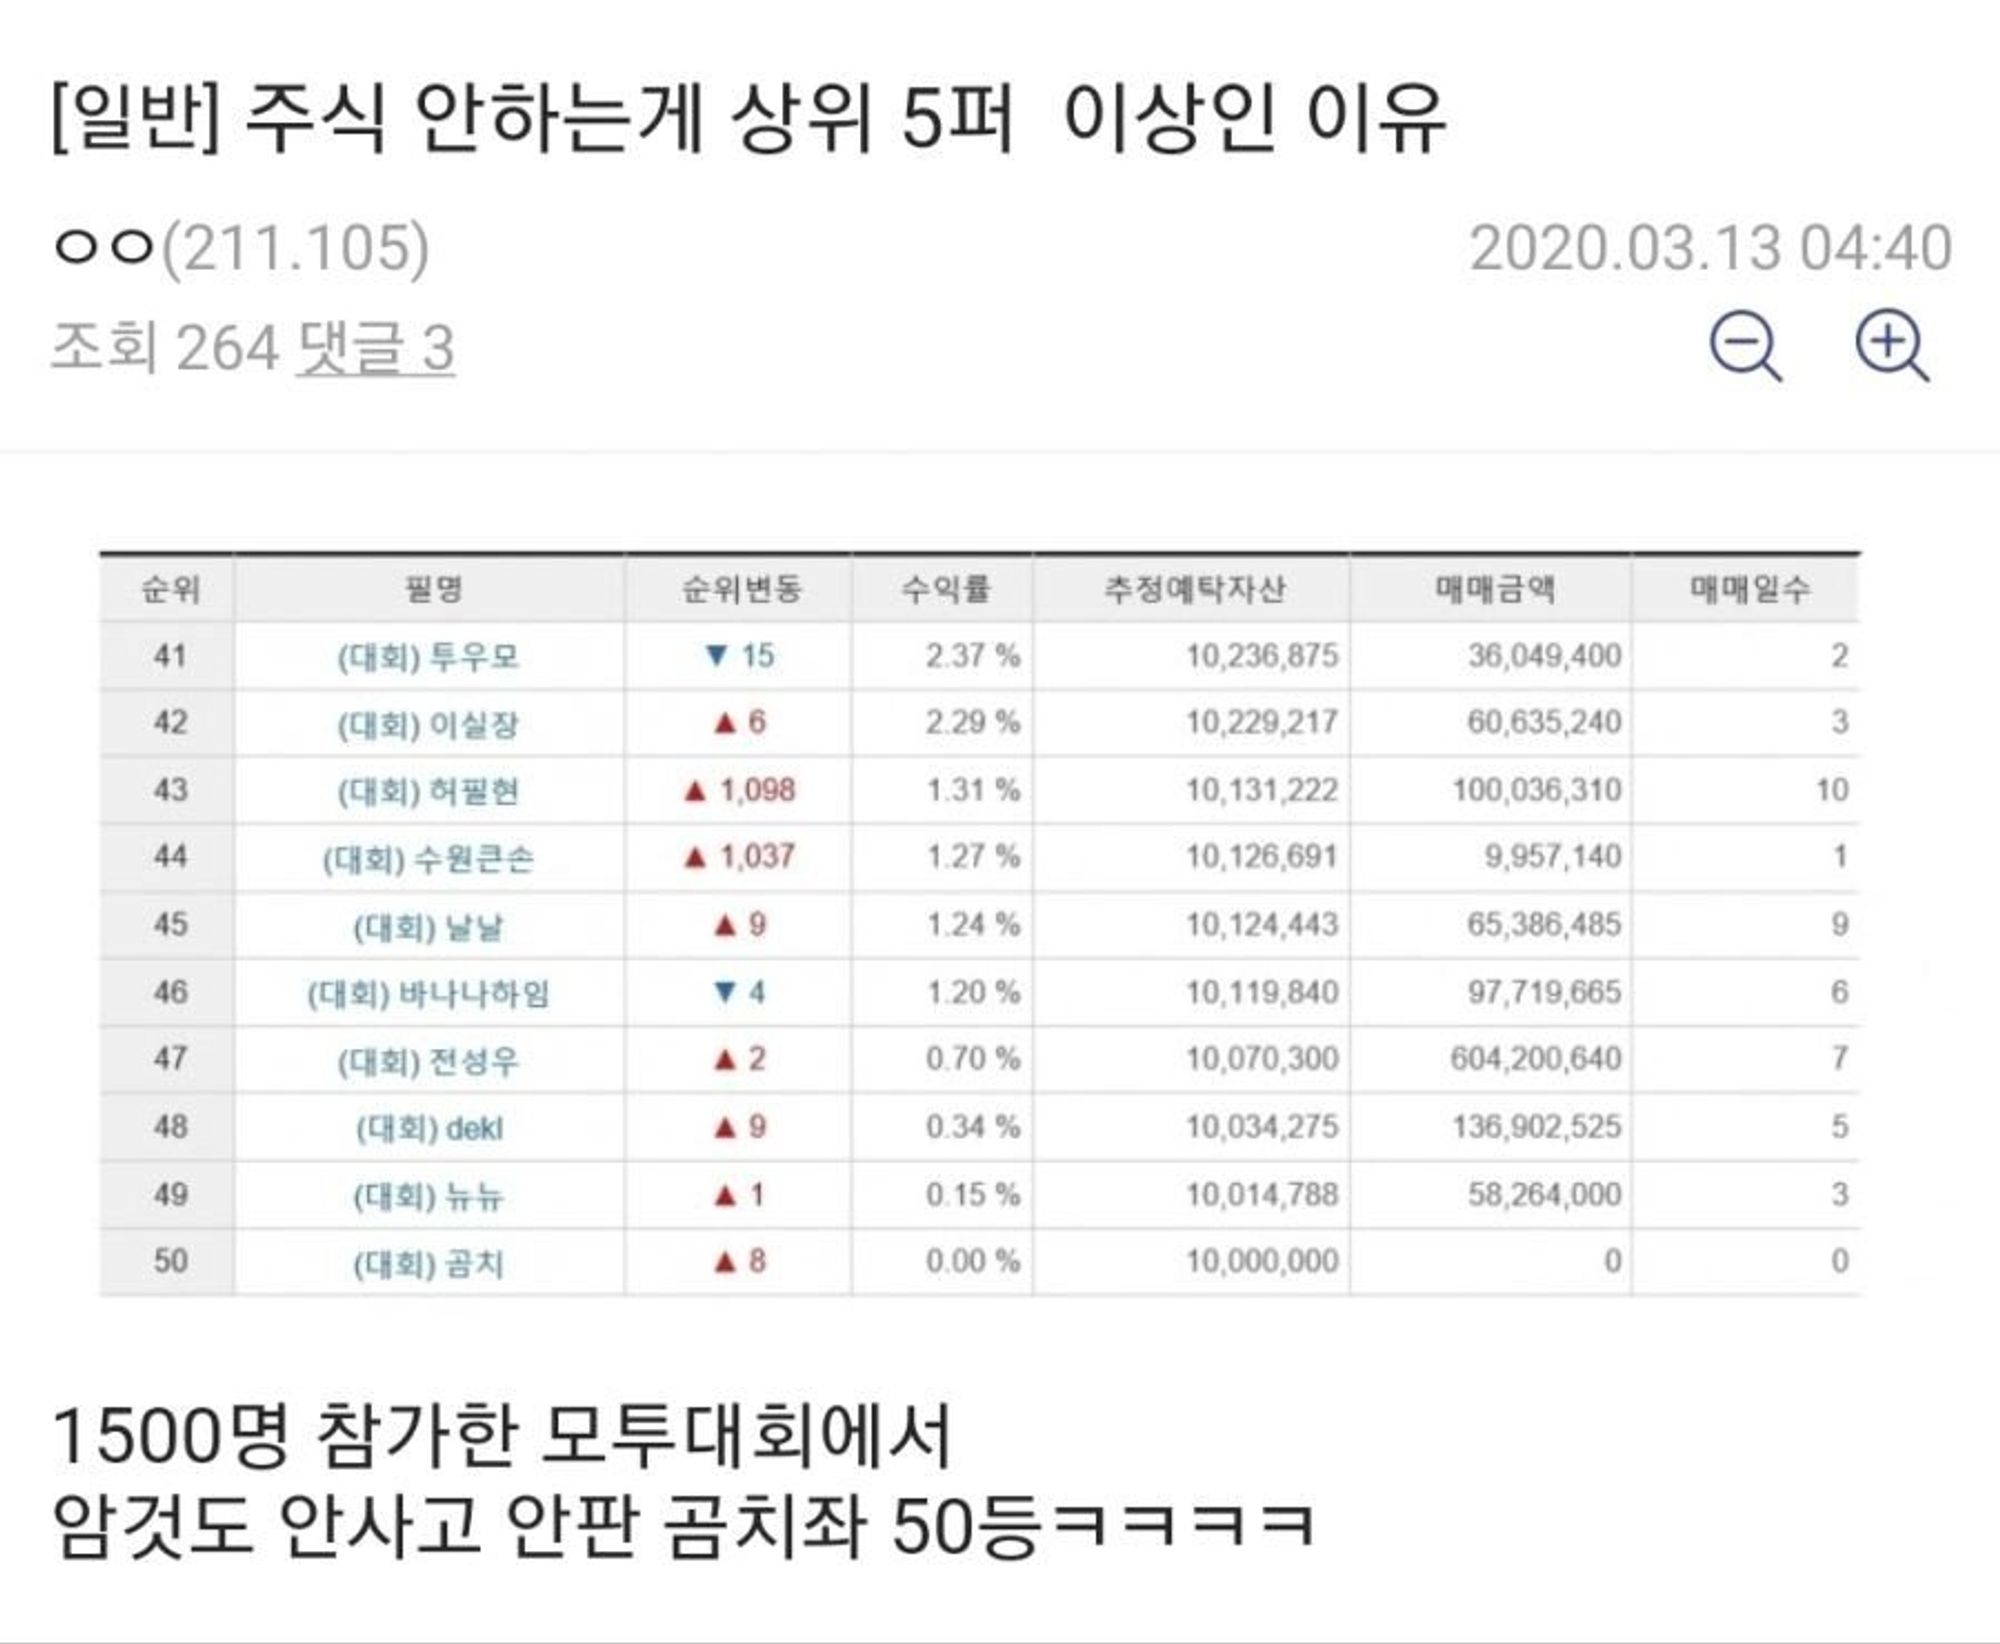 [일반] 주식 안하는게 상위 5퍼  이상인 이유
ㅇㅇ(211.105) 2020.03.13 04:40
조회 264 댓글 3
순위 필명 순위변동 수익률 추정예탁자산 매매금액 매매일수
41 (대회) 투우모 ▼ 15 2.37 % 10,236,875 36,049,400 2
42 (대회) 이실장 ▲ 6 2.29 % 10,229,217 60,635,240 3
43 (대회) 허필현 ▲ 1,098 1.31 % 10,131,222 100,036,310 10
44 (대회) 수원큰손 ▲ 1,037 1.27 % 10,126,691 9,957,140 1
45 (대회) 날날 ▲ 9 1.24 % 10,124,443 65,386,485 9
46 (대회) 바나나하임 ▼ 4 1.20 % 10,119,840 97,719,665 6
47 (대회) 전성우 ▲ 2 0.70 % 10,070,300 604,200,640 7
48 (대회) dekl ▲ 9 0.34 % 10,034,275 136,902,525 5
49 (대회) 뉴뉴 ▲ 1 0.15 % 10,014,788 58,264,000 3
50 (대회) 곰치 ▲ 8 0.00 % 10,000,000 0 0
1500명 참가한 모투대회에서
암것도 안사고 안판 곰치좌 50등ㅋㅋㅋㅋ